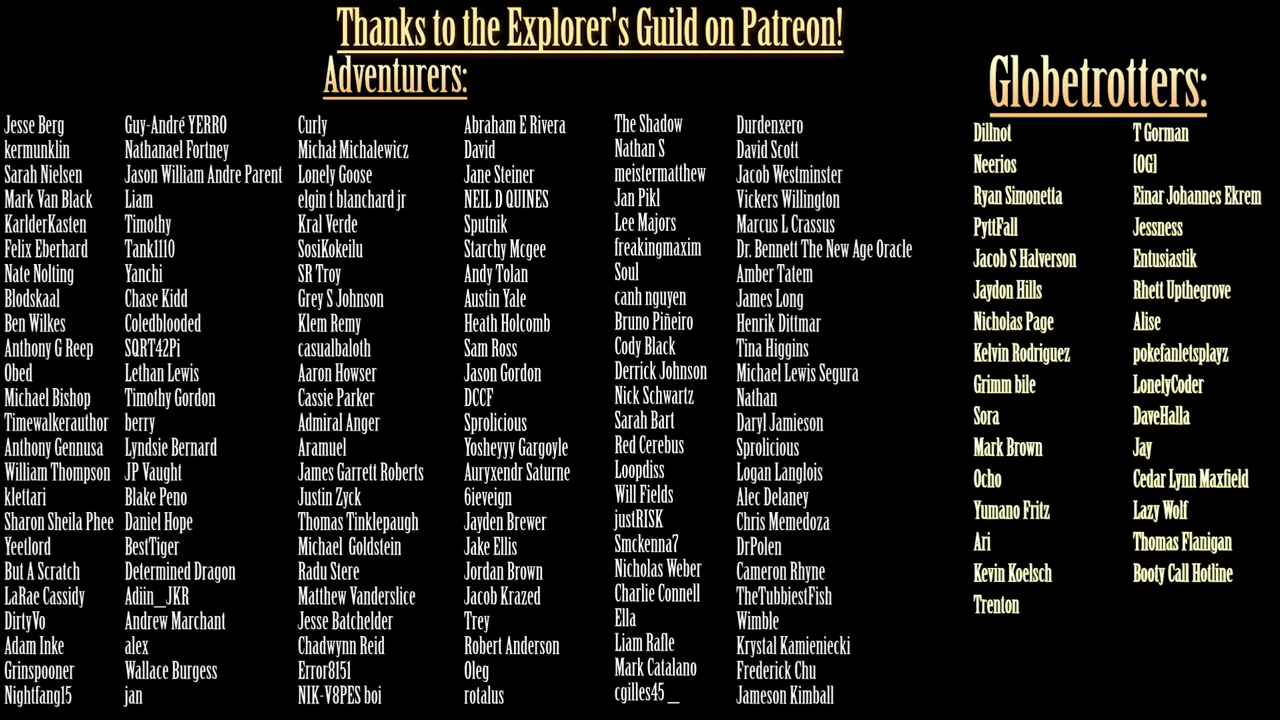 Thanks to the Explorer's Guild on Patreon!
Adventurers:
Jesse Berg
kermunklin
Sarah Nielsen
Mark Van Black
KarlderKasten
Felix Eberhard
Nate Nolting
Blodskaal
Ben Wilkes
Anthony G Reep
Obed
Michael Bishop
Timewalkerauthor
Anthony Gennusa
William Thompson
klettari
Sharon Sheila Phee
Yeetlord
But A Scratch
LaRae Cassidy
DirtyVo
Adam Inke
Grinspooner
Nightfang15
Guy-André YERRO
Nathanael Fortney
Jason William Andre Parent
Liam
Timothy
Tank1110
Yanchi
Chase Kidd
Coledblooded
SQRT42Pi
Lethan Lewis
Timothy Gordon
berry
Lyndsie Bernard
JP Vaught
Blake Peno
Daniel Hope
BestTiger
Determined Dragon
Adiin_JKR
Andrew Marchant
alex
Wallace Burgess
jan
Curly
Michał Michalewicz
Lonely Goose
elgin t blanchard jr
Kral Verde
SosiKokeilu
SR Troy
Grey S Johnson
Klem Remy
casualbaloth
Aaron Howser
Cassie Parker
Admiral Anger
Aramuel
James Garrett Roberts
Justin Zyck
Thomas Tinklepaugh
Michael Goldstein
Radu Stere
Matthew Vanderslice
Jesse Batchelder
Chadwynn Reid
Error8151
NIK-V8PES boi
Abraham E Rivera
David
Jane Steiner
NEIL D QUINES
Sputnik
Starchy Mcgee
Andy Tolan
Austin Yale
Heath Holcomb
Sam Ross
Jason Gordon
DCCF
Sprolicious
Yosheyyy Gargoyle
Auryxendr Saturne
6ieveign
Jayden Brewer
Jake Ellis
Jordan Brown
Jacob Krazed
Trey
Robert Anderson
Oleg
rotalus
The Shadow
Nathan S
meistermatthew
Jan Pikl
Lee Majors
freakingmaxim
Soul
canh nguyen
Bruno Piñeiro
Cody Black
Derrick Johnson
Nick Schwartz
Sarah Bart
Red Cerebus
Loopdiss
Will Fields
justRISK
Smckenna7
Nicholas Weber
Charlie Connell
Ella
Liam Rafle
Mark Catalano
cgilles45_
Durdenxero
David Scott
Jacob Westminster
Vickers Willington
Marcus L Crassus
Dr. Bennett The New Age Oracle
Amber Tatem
James Long
Henrik Dittmar
Tina Higgins
Michael Lewis Segura
Nathan
Daryl Jamieson
Sprolicious
Logan Langlois
Alec Delaney
Chris Memedoza
DrPolen
Cameron Rhyne
TheTubbiestFish
Wimble
Krystal Kamieniecki
Frederick Chu
Jameson Kimball
Globetrotters:
Dillnot
Neerios
Ryan Simonetta
PyttFall
Jacob S Halverson
Jaydon Hills
Nicholas Page
Kelvin Rodriguez
Grimm bile
Sora
Mark Brown
Ocho
Yumano Fritz
Ari
Kevin Koelsch
Trenton
T Gorman
[OG]
Einar Johannes Ekrem
Jessness
Entusiastik
Rhett Upthegrove
Alise
pokefanletsplayz
LonelyCoder
DaveHalla
Jay
Cedar Lynn Maxfield
Lazy Wolf
Thomas Flanigan
Booty Call Hotline